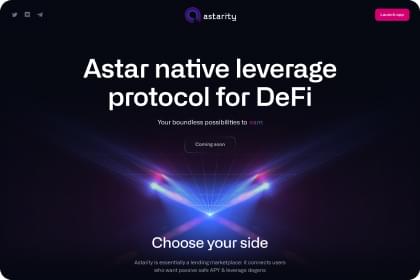 astarity
Launch app
Astar native leverage
protocol for DeFi
Your boundless possibilities to earn
Coming soon
Choose your side
Astarity is essentially a lending marketplace: it connects users
who want passive safe APY & leverage degens